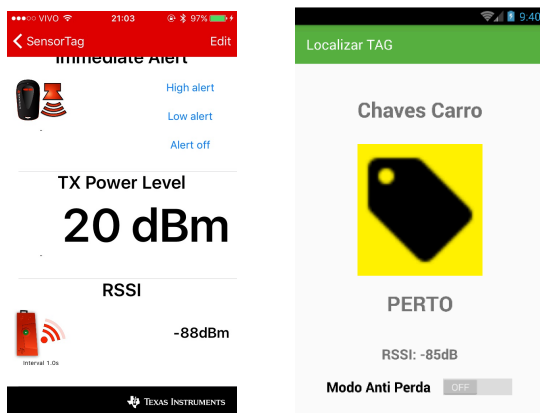 VIVO 21:03 97%
SensorTag Edit
Immediate Alert
High alert
Low alert
Alert off
TX Power Level
20 dBm
RSSI
-88dBm
Interval 1.0s
TEXAS INSTRUMENTS
9:40
Localizar TAG
Chaves Carro
PERTO
RSSI: -85dB
Modo Anti Perda OFF